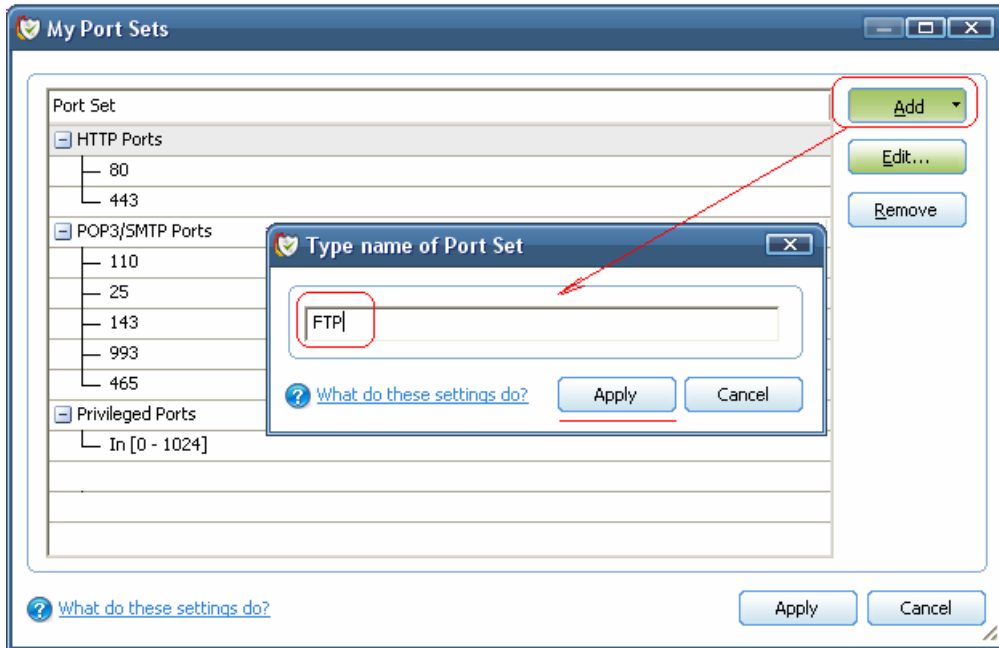 My Port Sets
Port Set
Add
HTTP Ports
Edit...
80
443
Remove
POP3/SMTP Ports
Type name of Port Set
110
25
FTP
143
993
465
What do these settings do?
Apply
Cancel
Privileged Ports
In [0 - 1024]
What do these settings do?
Apply
Cancel